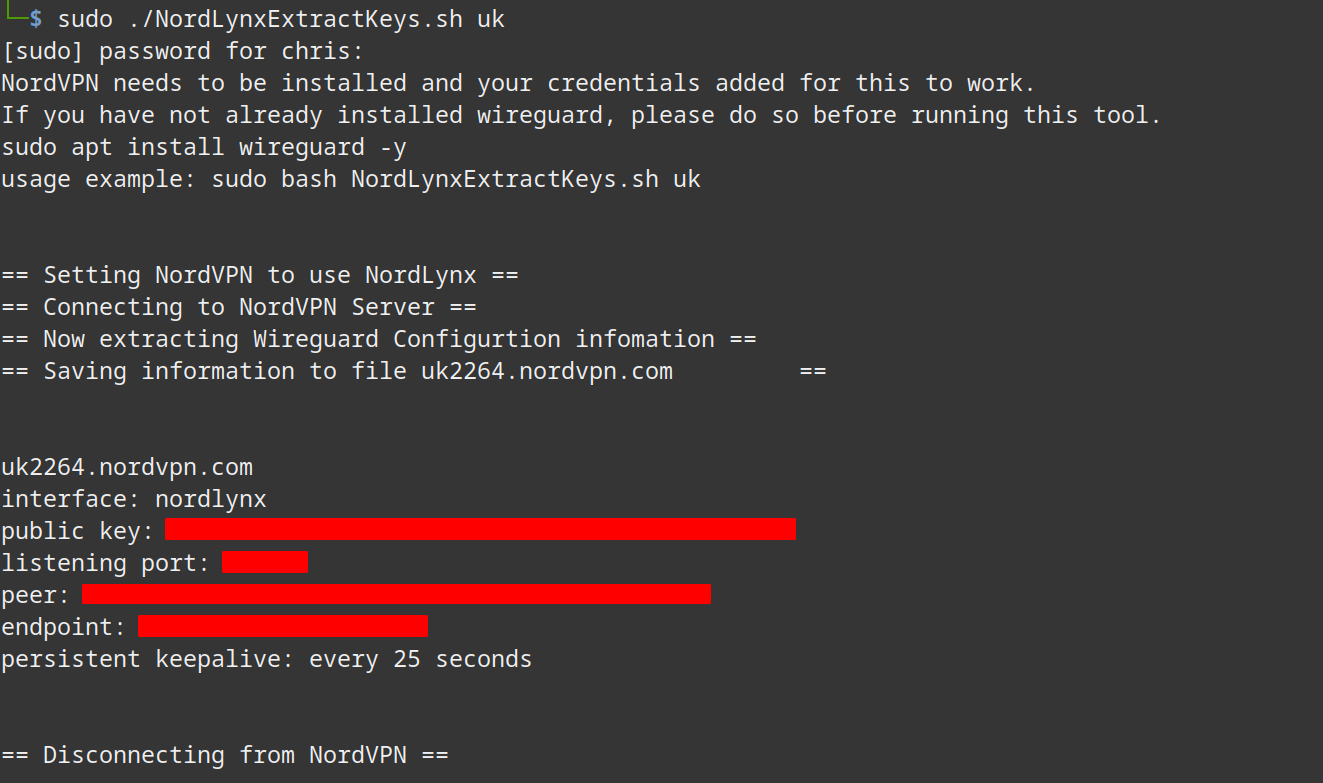 └─$ sudo ./NordLynxExtractKeys.sh uk
[sudo] password for chris:
NordVPN needs to be installed and your credentials added for this to work.
If you have not already installed wireguard, please do so before running this tool.
sudo apt install wireguard -y
usage example: sudo bash NordLynxExtractKeys.sh uk
== Setting NordVPN to use NordLynx ==
== Connecting to NordVPN Server ==
== Now extracting Wireguard Configurtion infomation ==
== Saving information to file uk2264.nordvpn.com         ==
uk2264.nordvpn.com
interface: nordlynx
public key:
listening port:
peer:
endpoint:
persistent keepalive: every 25 seconds
== Disconnecting from NordVPN ==